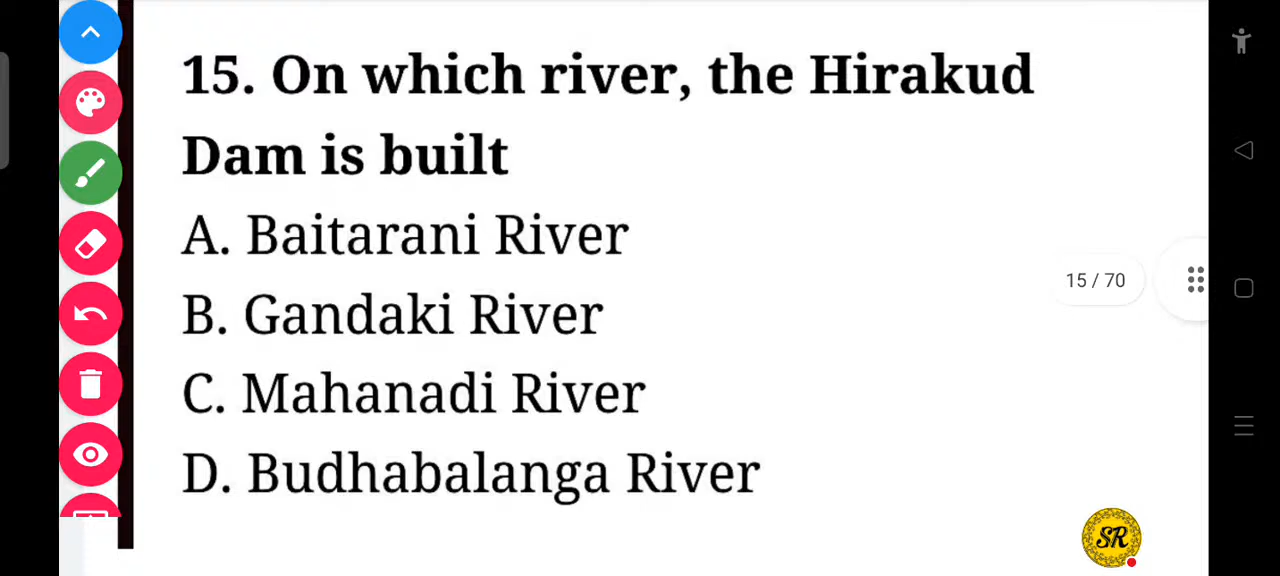 15. On which river, the Hirakud
Dam is built
A. Baitarani River
B. Gandaki River
C. Mahanadi River
D. Budhabalanga River
15 / 70
SR